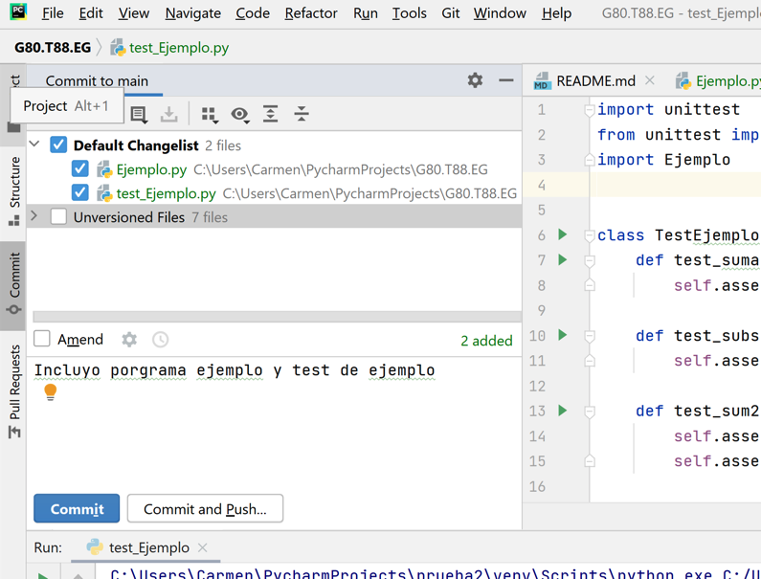 PC File Edit View Navigate Code Refactor Run Tools Git Window Help G80.T88.EG - test_Ejemplo
G80.T88.EG test_Ejemplo.py
Commit to main
Project Alt+1
Default Changelist 2 files
Ejemplo.py C:\Users\Carmen\PycharmProjects\G80.T88.EG
test_Ejemplo.py C:\Users\Carmen\PycharmProjects\G80.T88.EG
Unversioned Files 7 files
Structure
Commit
Pull Requests
Amend 2 added
Incluyo porgrama ejemplo y test de ejemplo
Commit Commit and Push...
MD README.md Ejemplo.py
1 import unittest
2 from unittest imp
3 import Ejemplo
4
5
6 class TestEjemplo
7 def test_suma
8 self.asse
9
10 def test_subs
11 self.asse
12
13 def test_sum2
14 self.asse
15 self.asse
16
Run: test_Ejemplo
C:\Users\Carmen\PycharmProjects\prueba2\venv\Scripts\python.exe C:/U